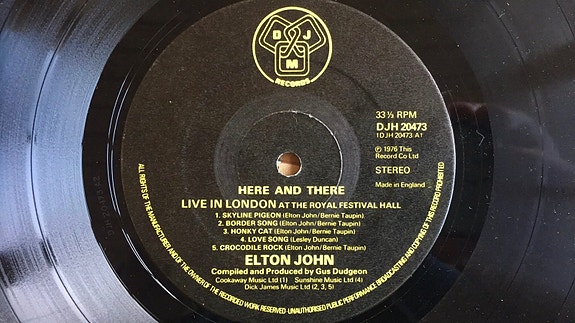 DJM
RECORDS
33⅓ RPM
DJH 20473
1DJH 20473 A1
℗ 1976 This
Record Co Ltd
STEREO
Made in England
HERE AND THERE
LIVE IN LONDON AT THE ROYAL FESTIVAL HALL
1. SKYLINE PIGEON (Elton John/Bernie Taupin)
2. BORDER SONG (Elton John/Bernie Taupin)
3. HONKY CAT (Elton John/Bernie Taupin)
4. LOVE SONG (Lesley Duncan)
5. CROCODILE ROCK (Elton John/Bernie Taupin)
ELTON JOHN
Compiled and Produced by Gus Dudgeon
Cookaway Music Ltd (1) Sunshine Music Ltd (4)
Dick James Music Ltd (2, 3, 5)
ALL RIGHTS OF THE MANUFACTURER AND OF THE OWNER OF THE RECORDED WORK RESERVED·UNAUTHORISED PUBLIC PERFORMANCE BROADCASTING AND COPYING OF THIS RECORD PROHIBITED